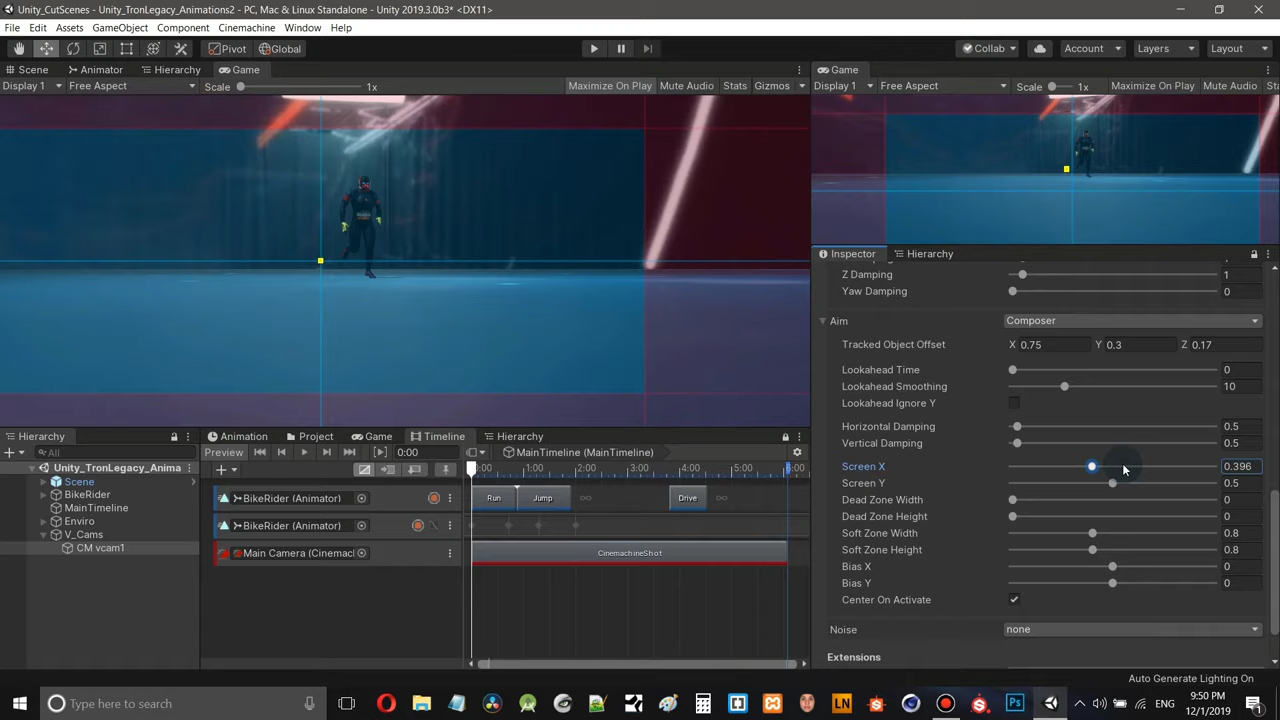 Unity_CutScenes - Unity_TronLegacy_Animations2 - PC, Mac & Linux Standalone - Unity 2019.3.0b3* <DX11>
File Edit Assets GameObject Cinemachine Component Window Help
Pivot Global Collab Account Layers Layout
Scene Animator Hierarchy Game
Display 1 Free Aspect Scale 1x Maximize On Play Mute Audio Stats Gizmos
Game
Display 1 Free Aspect Scale 1x Maximize On Play Mute Audio
Inspector Hierarchy
Z Damping 1
Yaw Damping 0
Aim Composer
Tracked Object Offset X 0.75 Y 0.3 Z 0.17
Lookahead Time 0
Lookahead Smoothing 10
Lookahead Ignore Y
Horizontal Damping 0.5
Vertical Damping 0.5
Screen X 0.396
Screen Y 0.5
Dead Zone Width 0
Dead Zone Height 0
Soft Zone Width 0.8
Soft Zone Height 0.8
Bias X 0
Bias Y 0
Center On Activate
Noise none
Extensions
Auto Generate Lighting On
Hierarchy
All
Unity_TronLegacy_Anima
Scene
BikeRider
MainTimeline
Enviro
V_Cams
CM vcam1
Animation Project Game Timeline Hierarchy
Preview 0:00 MainTimeline (MainTimeline)
0:00 1:00 2:00 3:00 4:00 5:00 6:00
BikeRider (Animator) Run Jump Drive
BikeRider (Animator)
Main Camera (Cinemacl CinemachineShot
Type here to search
ENG
9:50 PM
12/1/2019